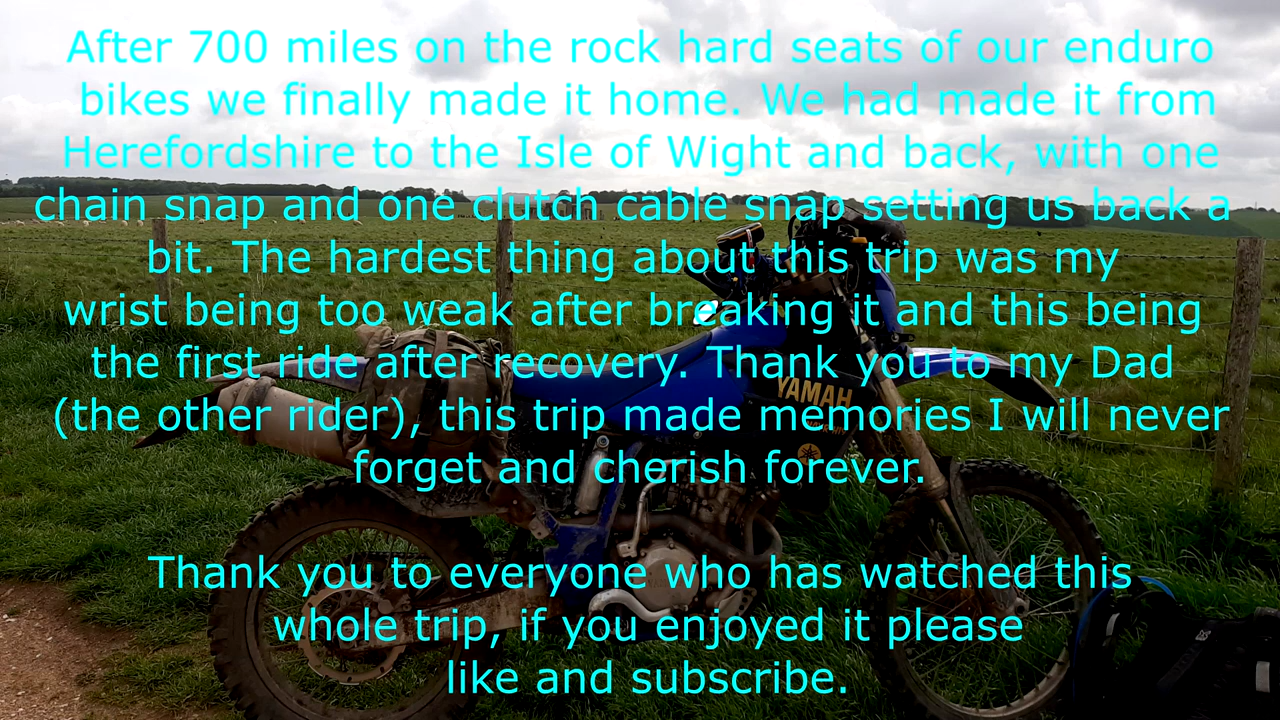 After 700 miles on the rock hard seats of our enduro
bikes we finally made it home. We had made it from
Herefordshire to the Isle of Wight and back, with one
chain snap and one clutch cable snap setting us back a
bit. The hardest thing about this trip was my
wrist being too weak after breaking it and this being
the first ride after recovery. Thank you to my Dad
(the other rider), this trip made memories I will never
forget and cherish forever.
Thank you to everyone who has watched this
whole trip, if you enjoyed it please
like and subscribe.
YAMAH